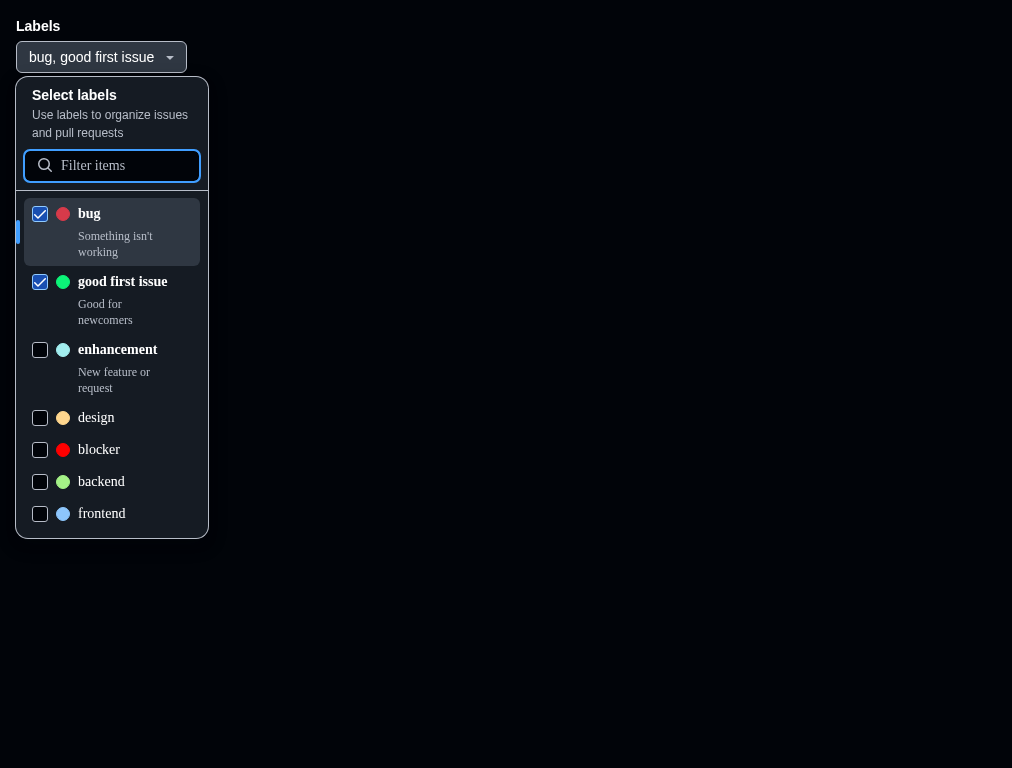 Labels
bug, good first issue
Select labels
Use labels to organize issues
and pull requests
Filter items
bug
Something isn't
working
good first issue
Good for
newcomers
enhancement
New feature or
request
design
blocker
backend
frontend